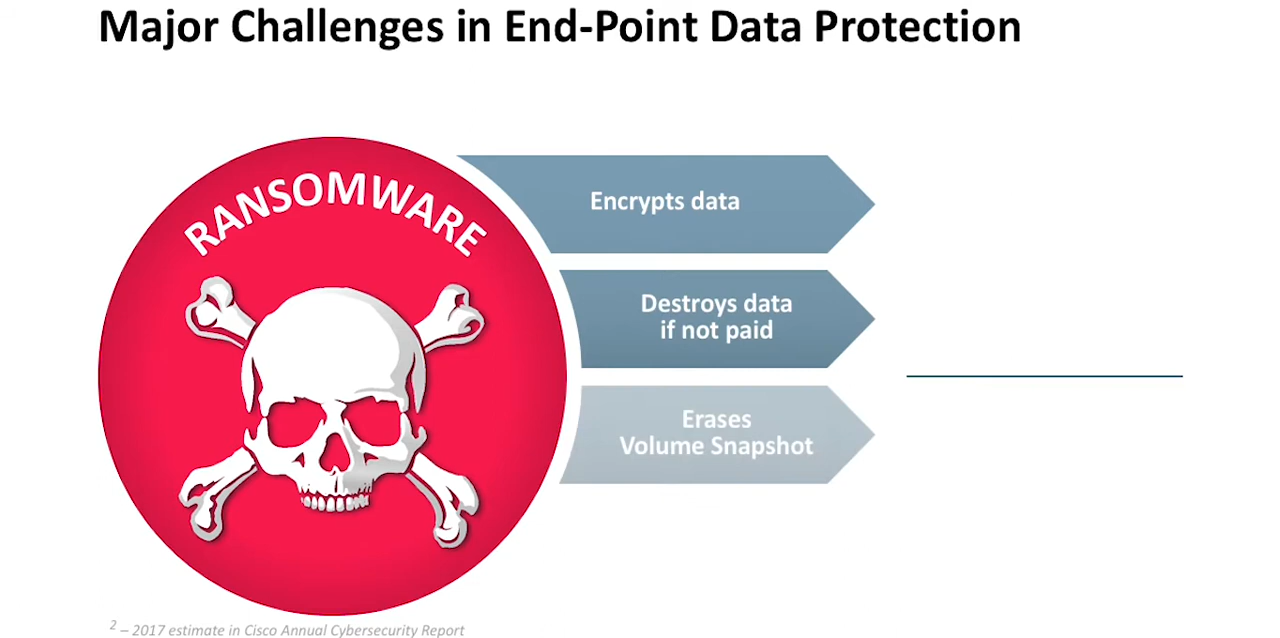 Major Challenges in End-Point Data Protection
RANSOMWARE
Encrypts data
Destroys data
if not paid
Erases
Volume Snapshot
2 – 2017 estimate in Cisco Annual Cybersecurity Report